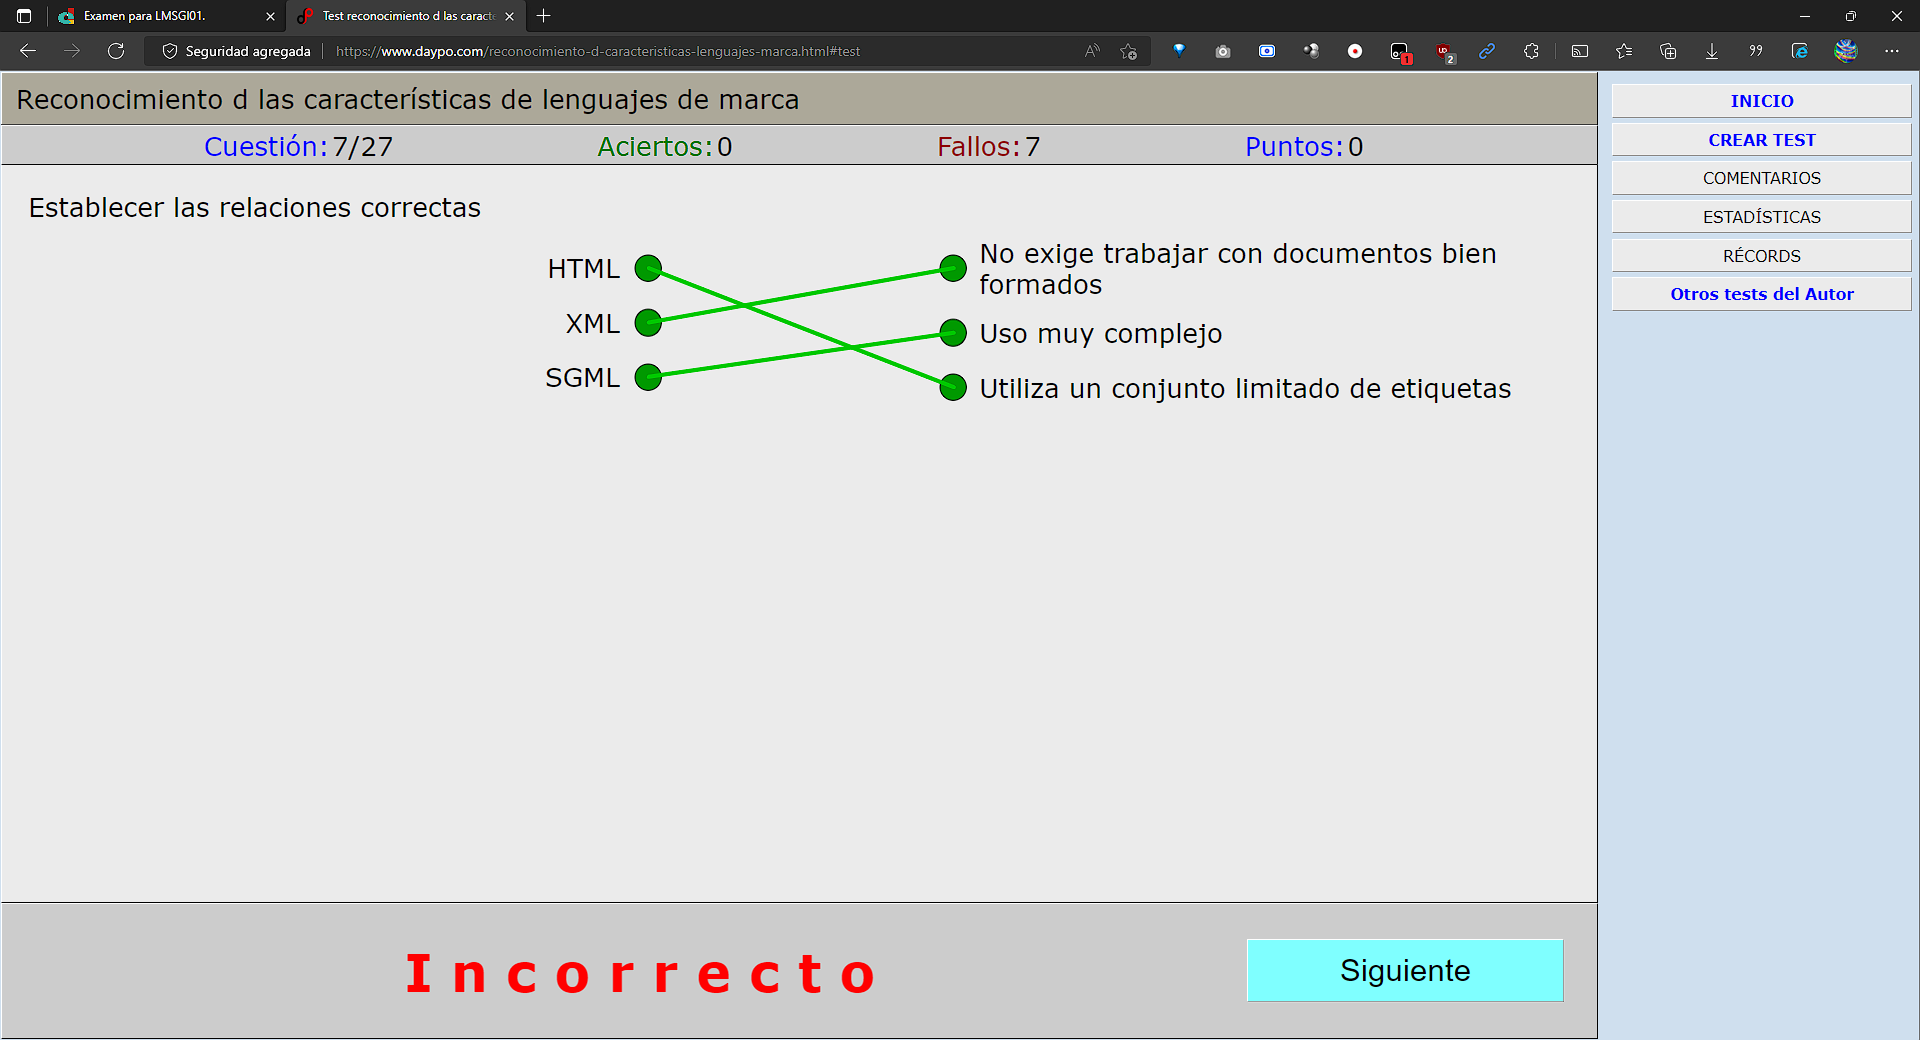 Examen para LMSGI01.
Test reconocimiento d las caracte
Seguridad agregada
https://www.daypo.com/reconocimiento-d-caracteristicas-lenguajes-marca.html#test
1
2
Reconocimiento d las características de lenguajes de marca
Cuestión: 7/27 Aciertos: 0 Fallos: 7 Puntos: 0
Establecer las relaciones correctas
HTML
XML
SGML
No exige trabajar con documentos bien
formados
Uso muy complejo
Utiliza un conjunto limitado de etiquetas
Incorrecto
Siguiente
INICIO
CREAR TEST
COMENTARIOS
ESTADÍSTICAS
RÉCORDS
Otros tests del Autor